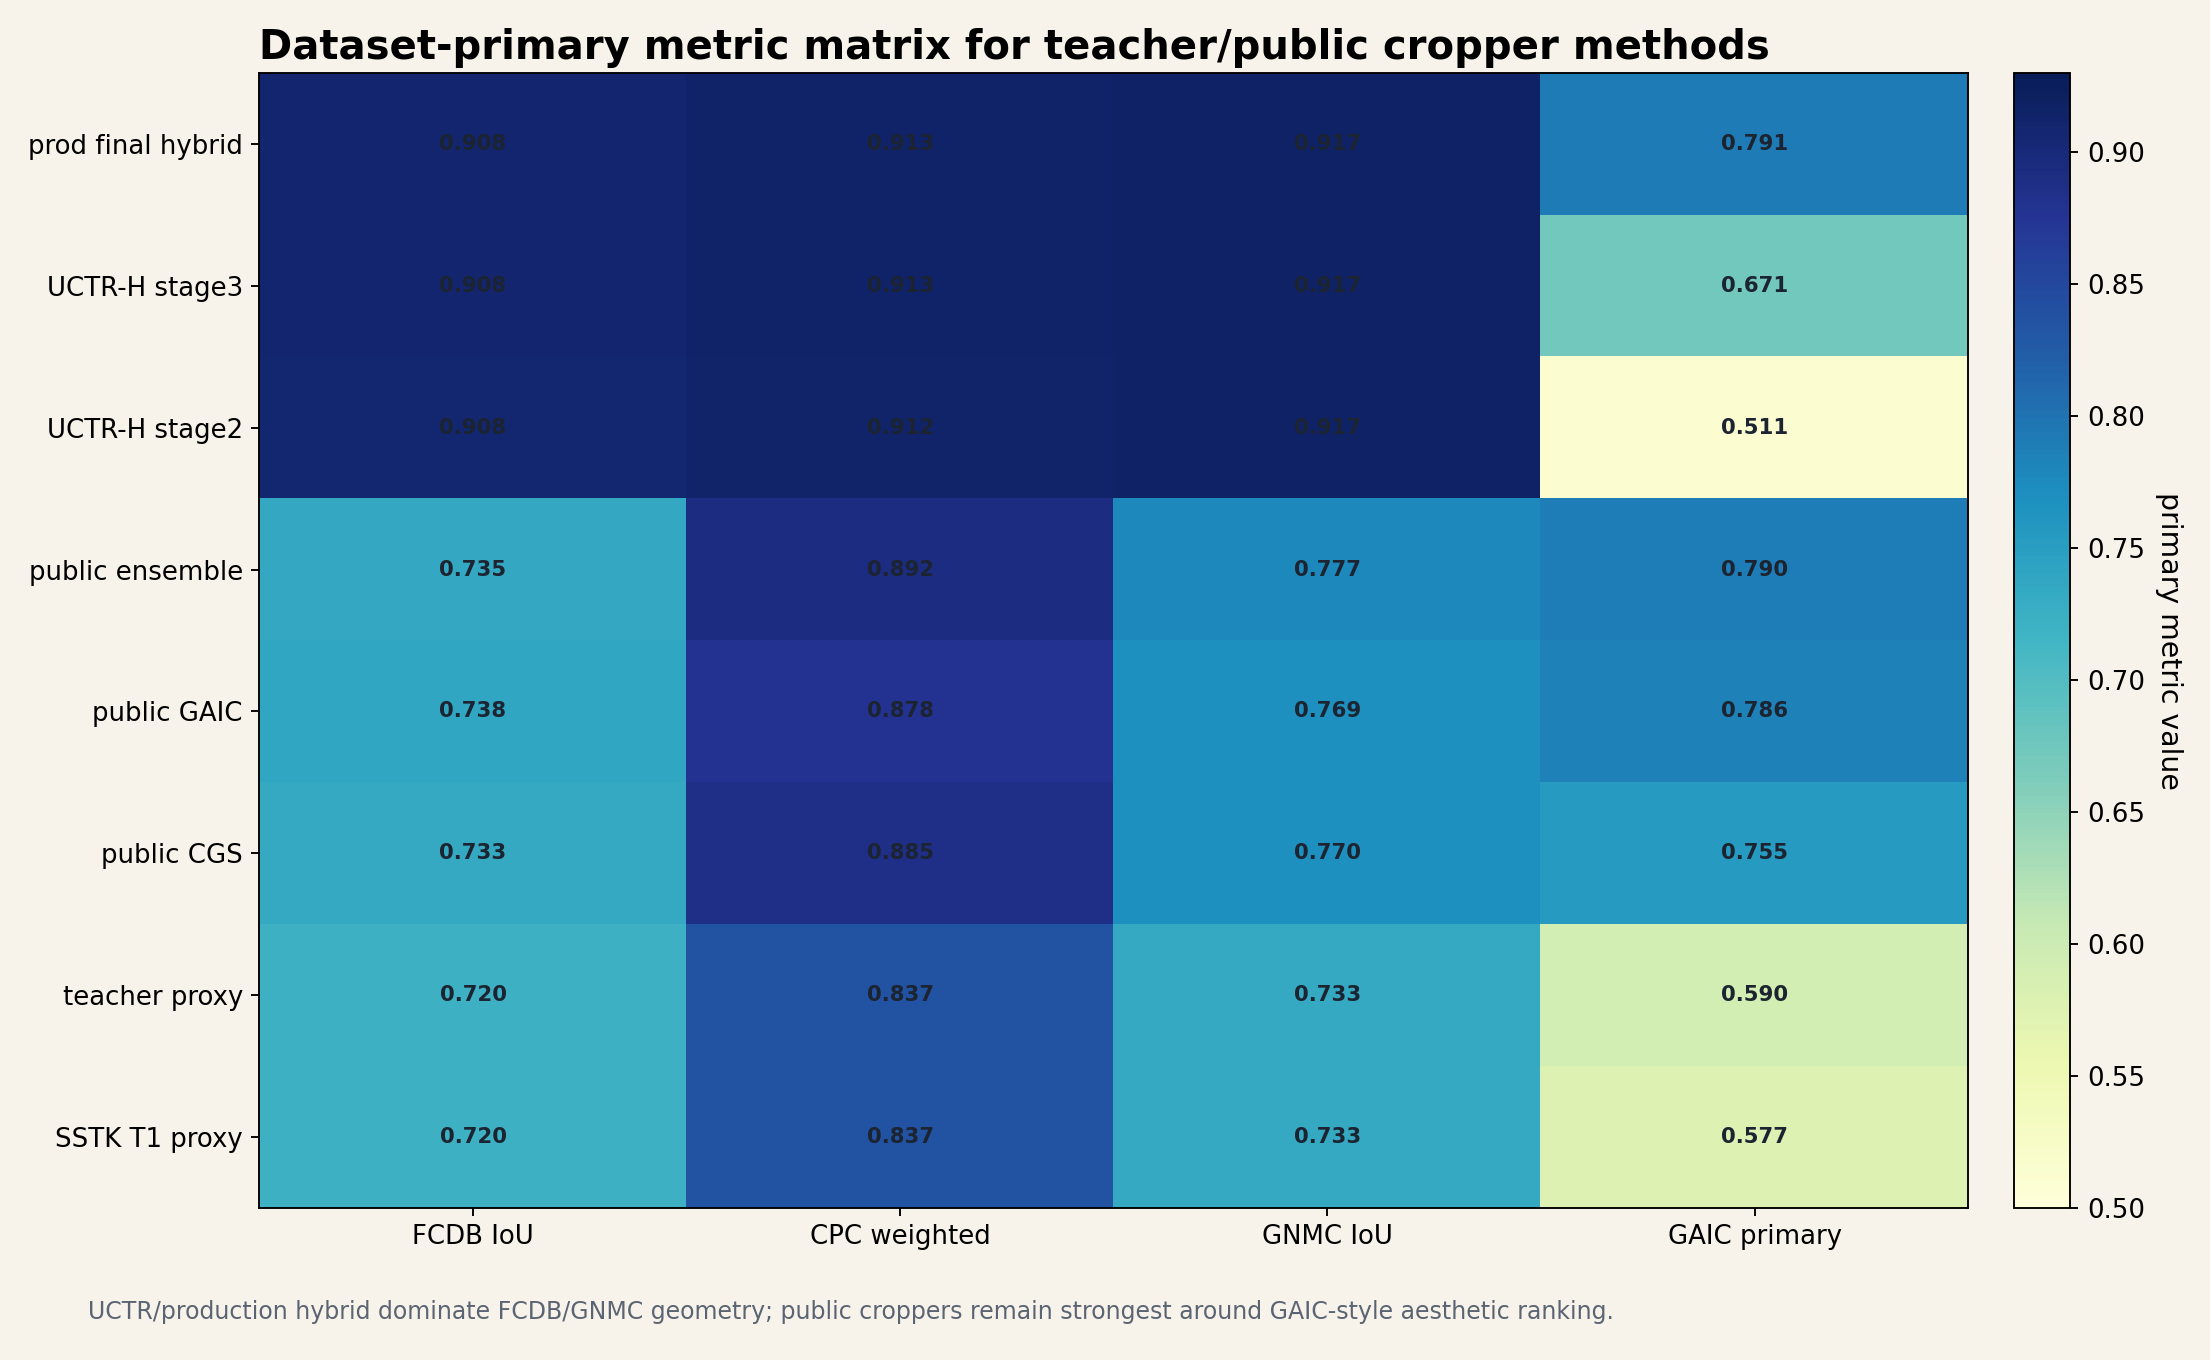 Dataset-primary metric matrix for teacher/public cropper methods
prod final hybrid 0.908 0.913 0.917 0.791
UCTR-H stage3 0.908 0.913 0.917 0.671
UCTR-H stage2 0.908 0.912 0.917 0.511
public ensemble 0.735 0.892 0.777 0.790
public GAIC 0.738 0.878 0.769 0.786
public CGS 0.733 0.885 0.770 0.755
teacher proxy 0.720 0.837 0.733 0.590
SSTK T1 proxy 0.720 0.837 0.733 0.577
FCDB IoU CPC weighted GNMC IoU GAIC primary
0.90
0.85
0.80
0.75
0.70
0.65
0.60
0.55
0.50
primary metric value
UCTR/production hybrid dominate FCDB/GNMC geometry; public croppers remain strongest around GAIC-style aesthetic ranking.